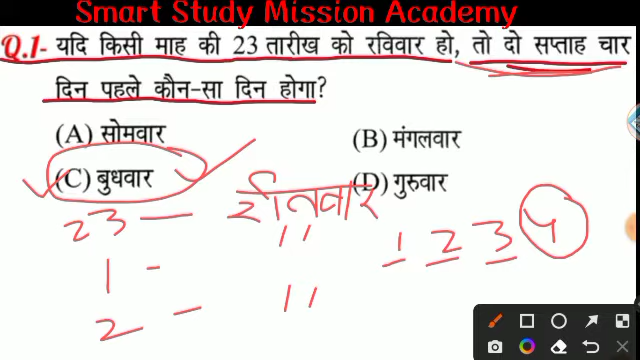 Smart Study Mission Academy
Q.1- यदि किसी माह की 23 तारीख को रविवार हो, तो दो सप्ताह चार
दिन पहले कौन-सा दिन होगा?
(A) सोमवार
(B) मंगलवार
(C) बुधवार
(D) गुरुवार
23 —
1 2 3 4
1 - "
2 - "